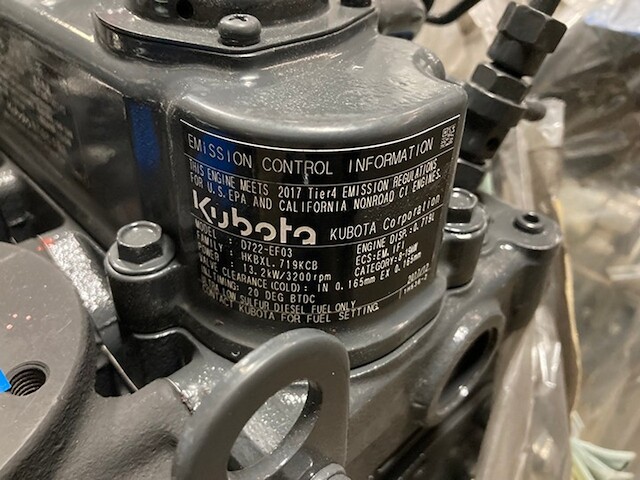 EMISSION CONTROL INFORMATION
THIS ENGINE MEETS 2017 Tier4 EMISSION REGULATIONS
FOR U.S. EPA AND CALIFORNIA NONROAD CI ENGINES.
Kubota KUBOTA Corporation
MODEL : D722-EF03 ENGINE DISP.:0.719L
FAMILY : HKBXL.719KCB ECS:EM, IFI
POWER : 13.2kW/3200rpm CATEGORY:8-19kW
VALVE CLEARANCE(COLD): IN 0.165mm EX 0.165mm
INJ.TIMING: 20 DEG BTDC
LOW SULFUR DIESEL FUEL ONLY
CONTACT KUBOTA FOR FUEL SETTING.